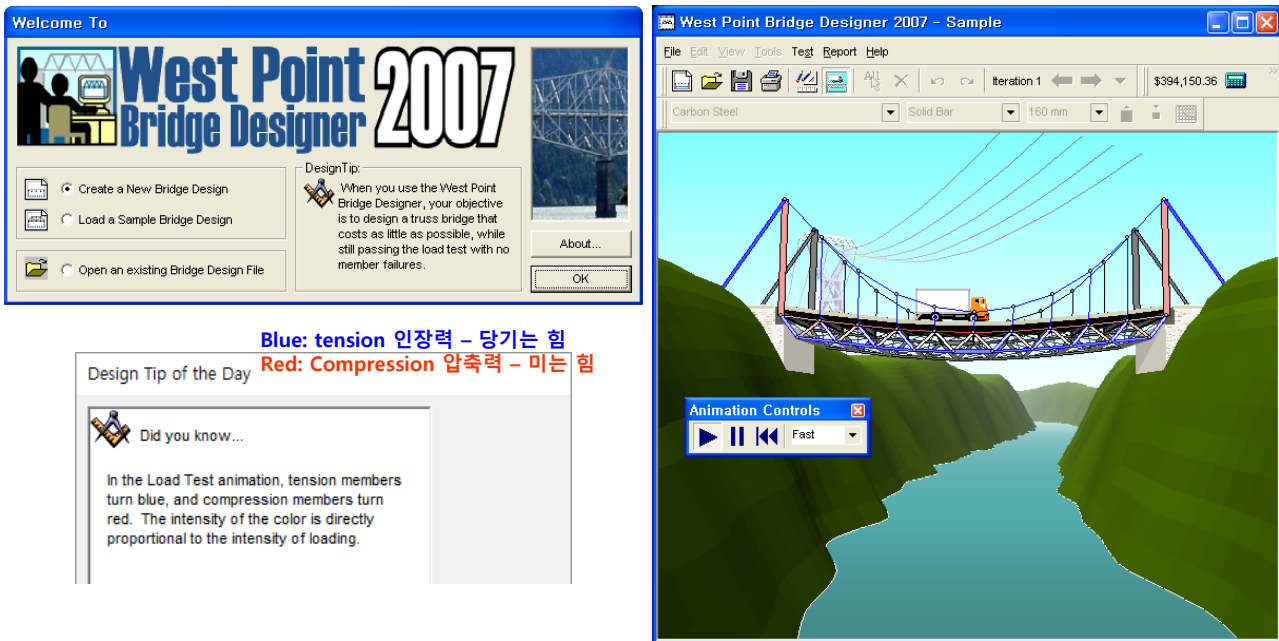 Welcome To
West Point
Bridge Designer
2007
Create a New Bridge Design
Load a Sample Bridge Design
Open an existing Bridge Design File
DesignTip:
When you use the West Point
Bridge Designer, your objective
is to design a truss bridge that
costs as little as possible, while
still passing the load test with no
member failures.
About...
OK
Blue: tension 인장력 – 당기는 힘
Red: Compression 압축력 – 미는 힘
Design Tip of the Day
Did you know...
In the Load Test animation, tension members
turn blue, and compression members turn
red. The intensity of the color is directly
proportional to the intensity of loading.
West Point Bridge Designer 2007 - Sample
File Edit View Tools Test Report Help
Iteration 1
$394,150.36
Carbon Steel
Solid Bar
160 mm
Animation Controls
Fast